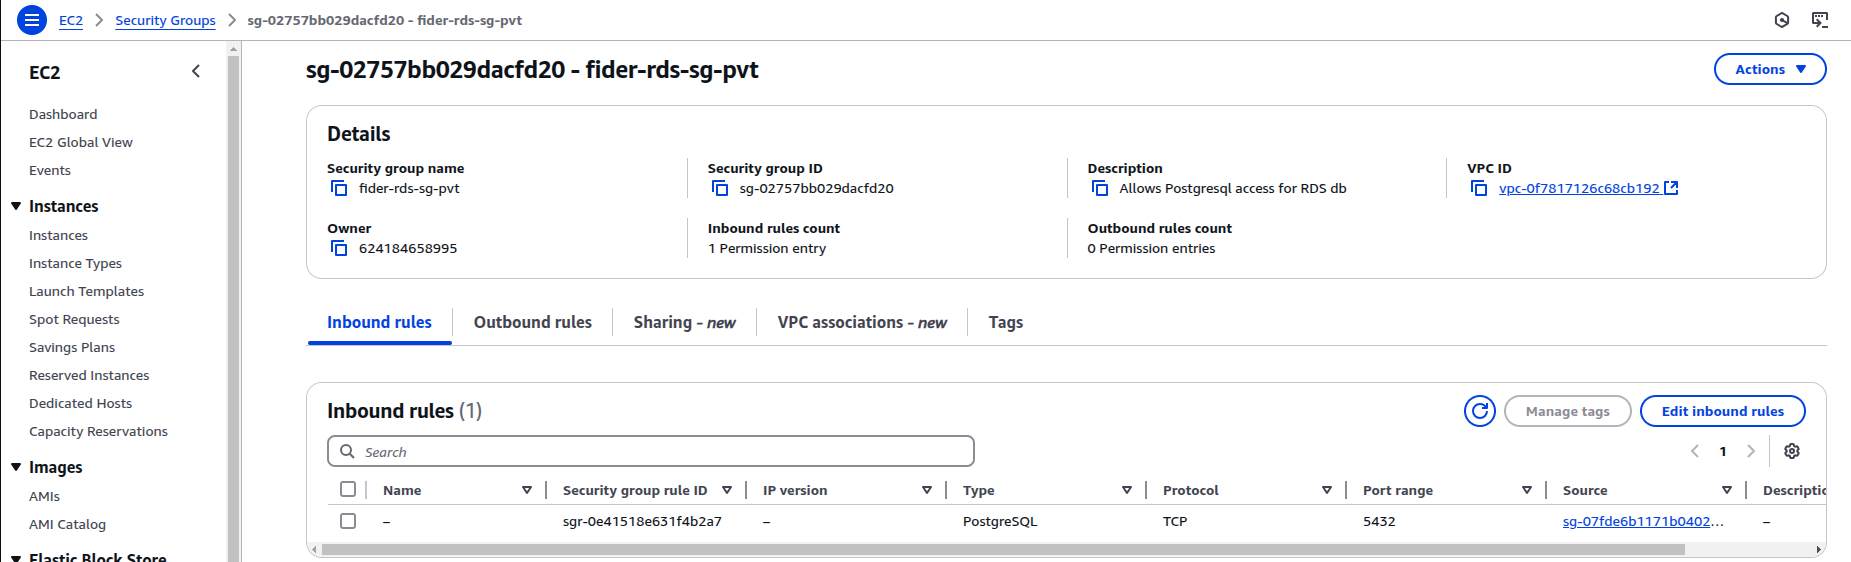 EC2 > Security Groups > sg-02757bb029dacfd20 - fider-rds-sg-pvt
EC2
Dashboard
EC2 Global View
Events
Instances
Instances
Instance Types
Launch Templates
Spot Requests
Savings Plans
Reserved Instances
Dedicated Hosts
Capacity Reservations
Images
AMIs
AMI Catalog
Elastic Block Store
sg-02757bb029dacfd20 - fider-rds-sg-pvt
Actions
Details
Security group name
fider-rds-sg-pvt
Security group ID
sg-02757bb029dacfd20
Description
Allows Postgresql access for RDS db
VPC ID
vpc-0f7817126c68cb192
Owner
624184658995
Inbound rules count
1 Permission entry
Outbound rules count
0 Permission entries
Inbound rules Outbound rules Sharing - new VPC associations - new Tags
Inbound rules (1)
Manage tags
Edit inbound rules
Search
1
Name Security group rule ID IP version Type Protocol Port range Source Descriptio
– sgr-0e41518e631f4b2a7 – PostgreSQL TCP 5432 sg-07fde6b1171b0402... –